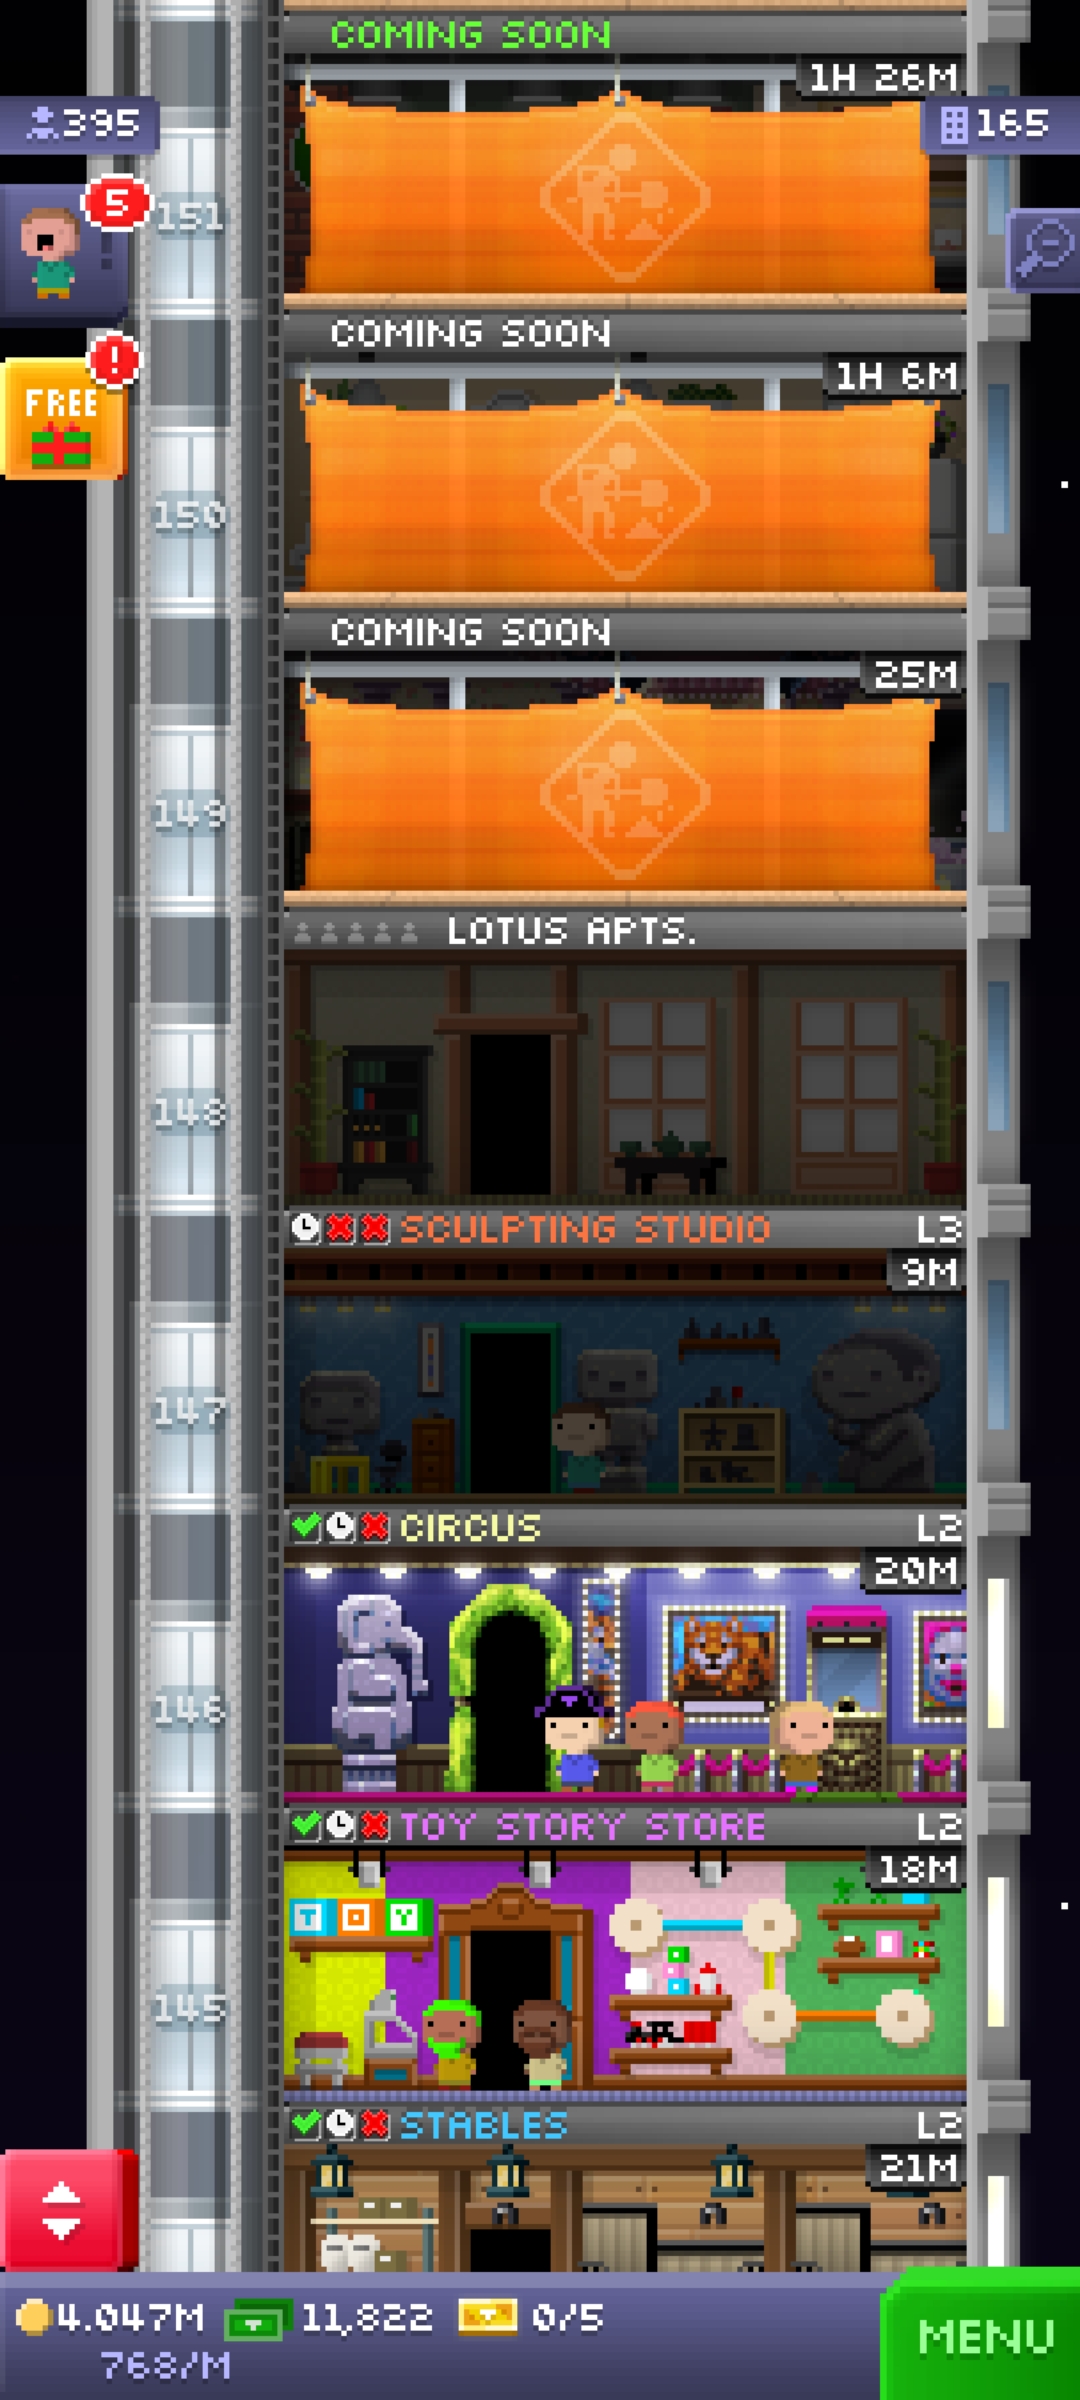 COMING SOON
1H 26M
395
165
5
151
COMING SOON
1H 6M
!
FREE
150
COMING SOON
25M
149
LOTUS APTS.
148
SCULPTING STUDIO L3
9M
147
CIRCUS L2
20M
146
TOY STORY STORE L2
18M
TOY
145
STABLES L2
21M
4.047M 11,822 0/5
768/M
MENU